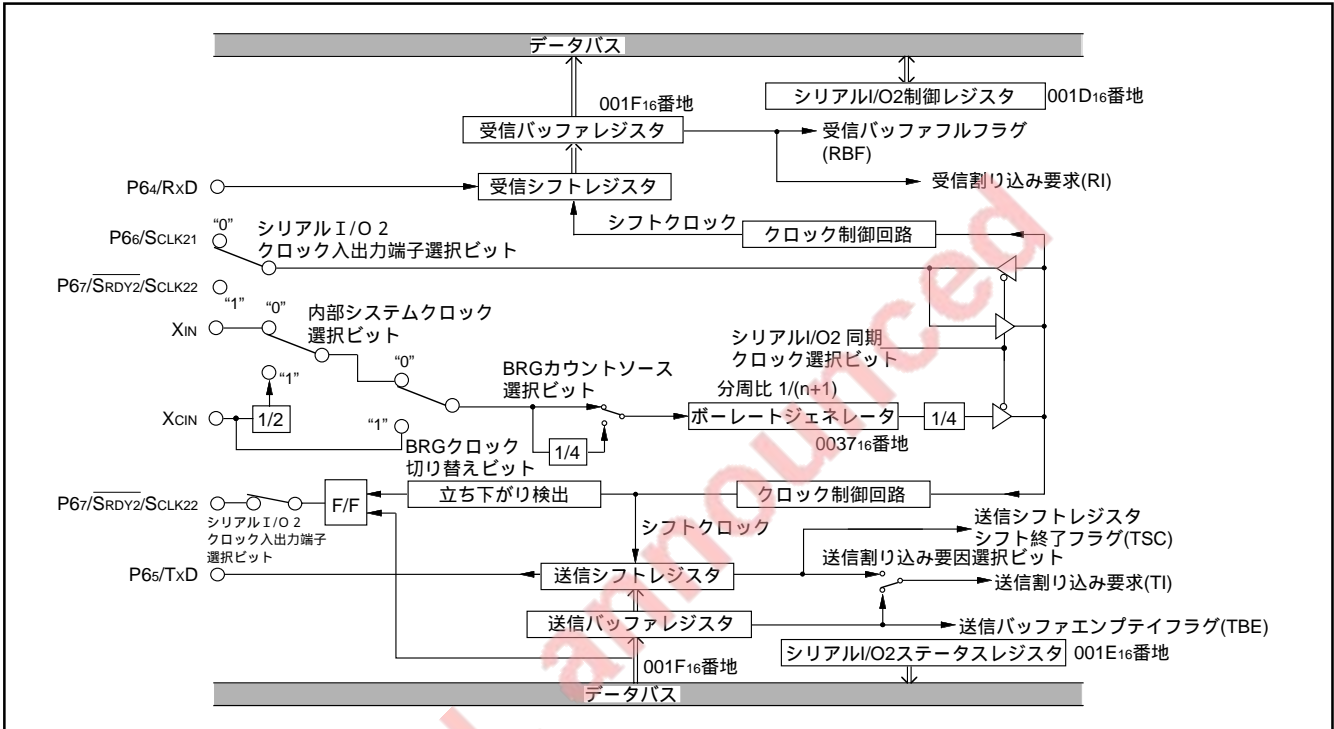 データバス
001F16番地
シリアルI/O2制御レジスタ 001D16番地
受信バッファレジスタ
受信バッファフルフラグ
(RBF)
P64/RXD
受信シフトレジスタ
受信割り込み要求(RI)
シフトクロック
クロック制御回路
P66/SCLK21
“0”
シリアルI/O 2
クロック入出力端子選択ビット
P67/SRDY2/SCLK22
“1”
XIN
“0”
内部システムクロック
選択ビット
シリアルI/O2 同期
クロック選択ビット
“1”
“0”
BRGカウントソース
選択ビット
分周比 1/(n+1)
XCIN
1/2
“1”
ボーレートジェネレータ
1/4
003716番地
BRGクロック
切り替えビット
1/4
P67/SRDY2/SCLK22
F/F
立ち下がり検出
クロック制御回路
シリアルI/O 2
クロック入出力端子
選択ビット
シフトクロック
送信シフトレジスタ
シフト終了フラグ(TSC)
送信割り込み要因選択ビット
P65/TXD
送信シフトレジスタ
送信割り込み要求(TI)
送信バッファレジスタ
送信バッファエンプテイフラグ(TBE)
001F16番地
シリアルI/O2ステータスレジスタ 001E16番地
データバス
announced